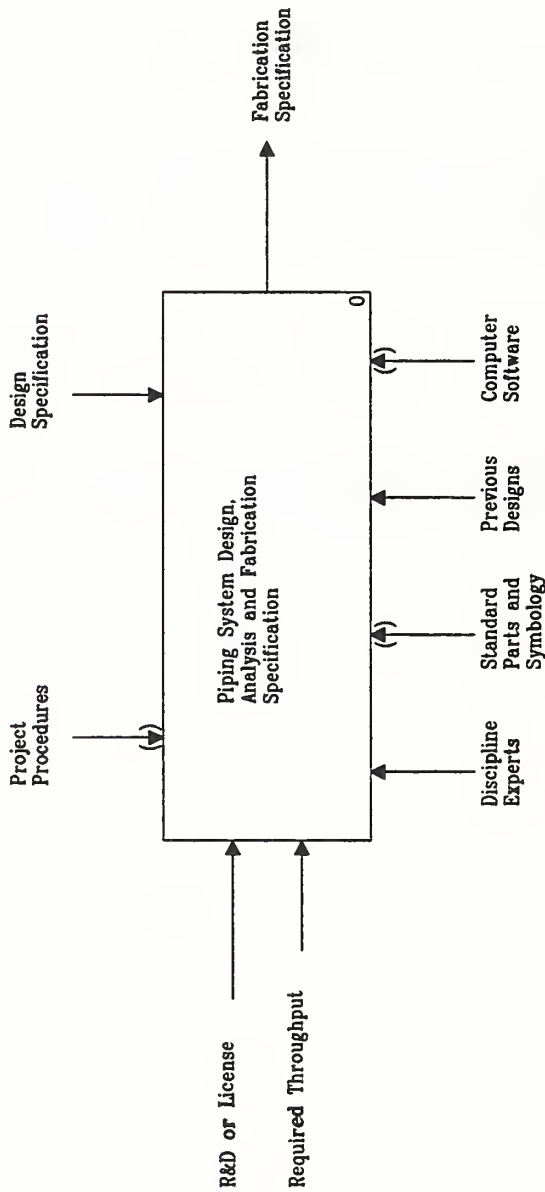 Project
Procedures
Design
Specification
R&D or License
Required Throughput
Piping System Design,
Analysis and Fabrication
Specification
0
Fabrication
Specification
Discipline
Experts
Standard
Parts and
Symbology
Previous
Designs
Computer
Software